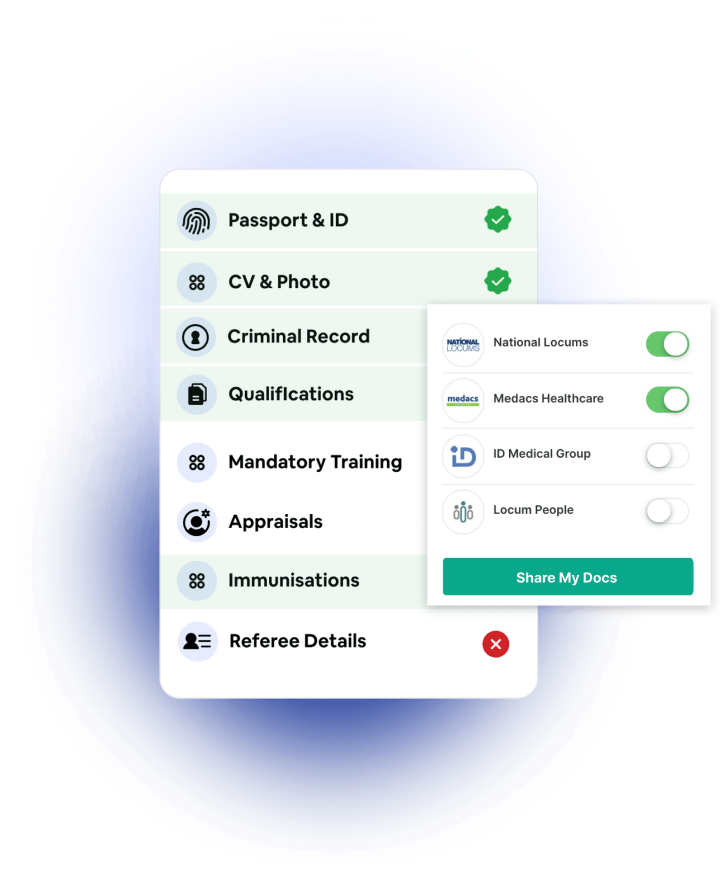 Passport & ID
CV & Photo
Criminal Record
QualifIcations
Mandatory Training
Appraisals
Immunisations
Referee Details
NATIONAL
LOCUMS
National Locums
medacs
Medacs Healthcare
iD
ID Medical Group
Locum People
Share My Docs